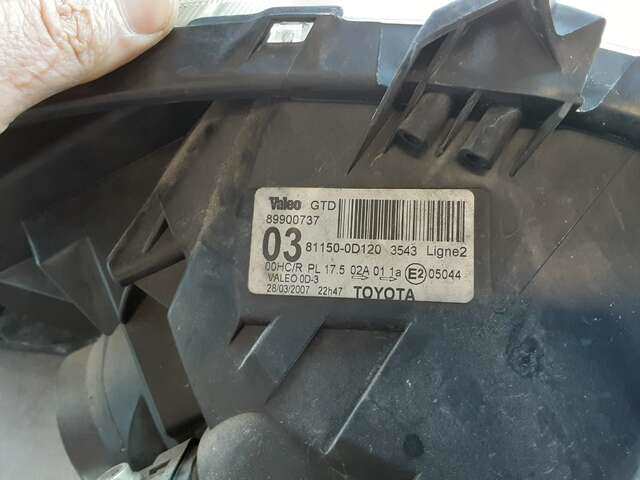 Valeo GTD
89900737
03 81150-0D120 3543 Ligne2
00HC/R PL 17.5 02A 01 1a E2 05044
VALEO 0D-3
28/03/2007 22h47 TOYOTA